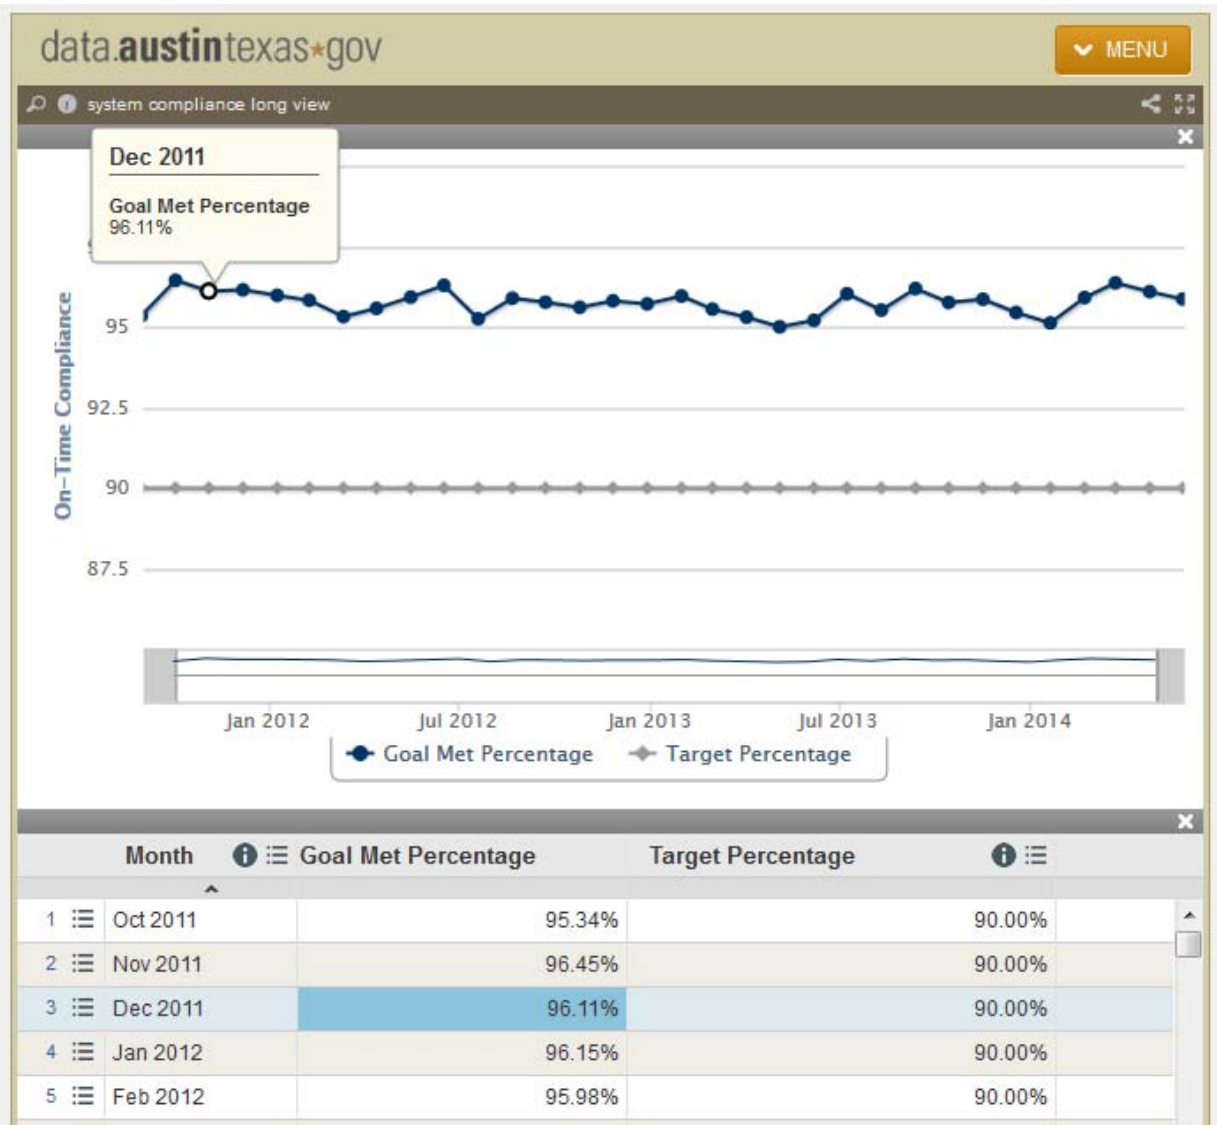 data.austintexas★gov
MENU
system compliance long view
Dec 2011
Goal Met Percentage
96.11%
On-Time Compliance
95
92.5
90
87.5
Jan 2012 Jul 2012 Jan 2013 Jul 2013 Jan 2014
Goal Met Percentage Target Percentage
Month Goal Met Percentage Target Percentage
1 Oct 2011 95.34% 90.00%
2 Nov 2011 96.45% 90.00%
3 Dec 2011 96.11% 90.00%
4 Jan 2012 96.15% 90.00%
5 Feb 2012 95.98% 90.00%